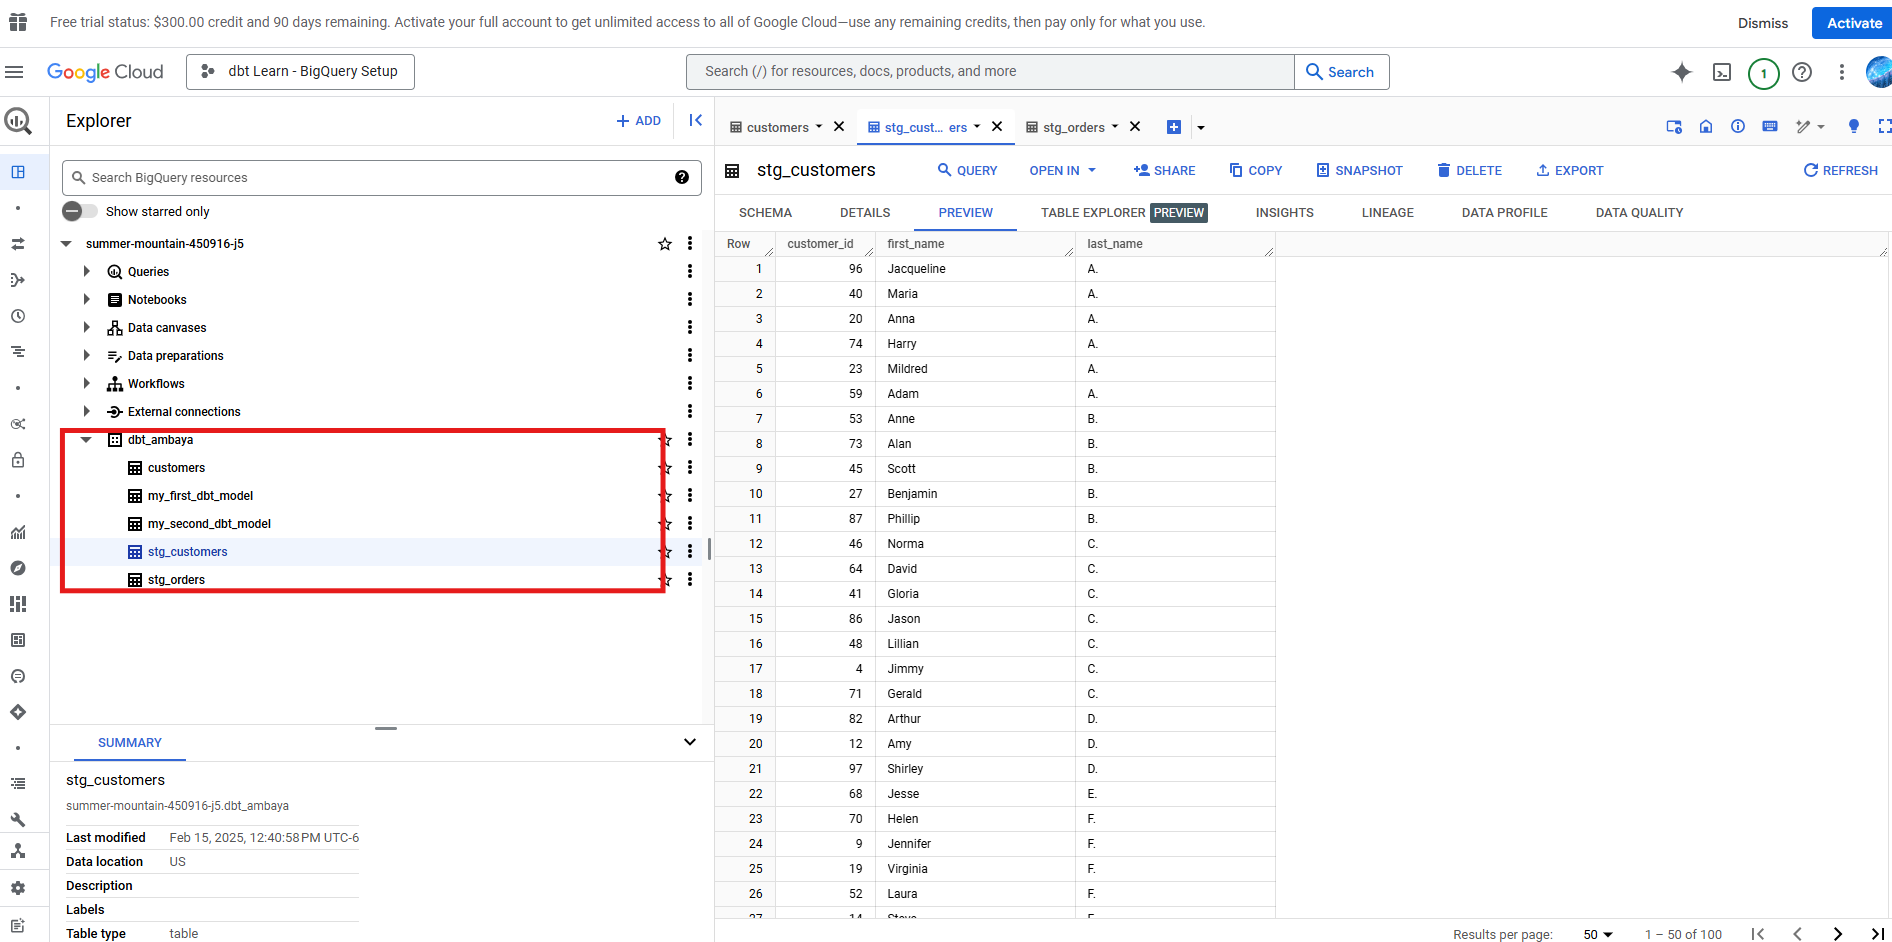 Free trial status: $300.00 credit and 90 days remaining. Activate your full account to get unlimited access to all of Google Cloud—use any remaining credits, then pay only for what you use.
Dismiss
Activate
Google Cloud
dbt Learn - BigQuery Setup
Search (/) for resources, docs, products, and more
Search
1
Explorer
+ ADD
Search BigQuery resources
Show starred only
summer-mountain-450916-j5
Queries
Notebooks
Data canvases
Data preparations
Workflows
External connections
dbt_ambaya
customers
my_first_dbt_model
my_second_dbt_model
stg_customers
stg_orders
SUMMARY
stg_customers
summer-mountain-450916-j5.dbt_ambaya
Last modified Feb 15, 2025, 12:40:58 PM UTC-6
Data location US
Description
Labels
Table type table
customers
stg_cust... ers
stg_orders
stg_customers
QUERY
OPEN IN
SHARE
COPY
SNAPSHOT
DELETE
EXPORT
REFRESH
SCHEMA
DETAILS
PREVIEW
TABLE EXPLORER PREVIEW
INSIGHTS
LINEAGE
DATA PROFILE
DATA QUALITY
Row customer_id first_name last_name
1 96 Jacqueline A.
2 40 Maria A.
3 20 Anna A.
4 74 Harry A.
5 23 Mildred A.
6 59 Adam A.
7 53 Anne B.
8 73 Alan B.
9 45 Scott B.
10 27 Benjamin B.
11 87 Phillip B.
12 46 Norma C.
13 64 David C.
14 41 Gloria C.
15 86 Jason C.
16 48 Lillian C.
17 4 Jimmy C.
18 71 Gerald C.
19 82 Arthur D.
20 12 Amy D.
21 97 Shirley D.
22 68 Jesse E.
23 70 Helen F.
24 9 Jennifer F.
25 19 Virginia F.
26 52 Laura F.
Results per page: 50 1 – 50 of 100